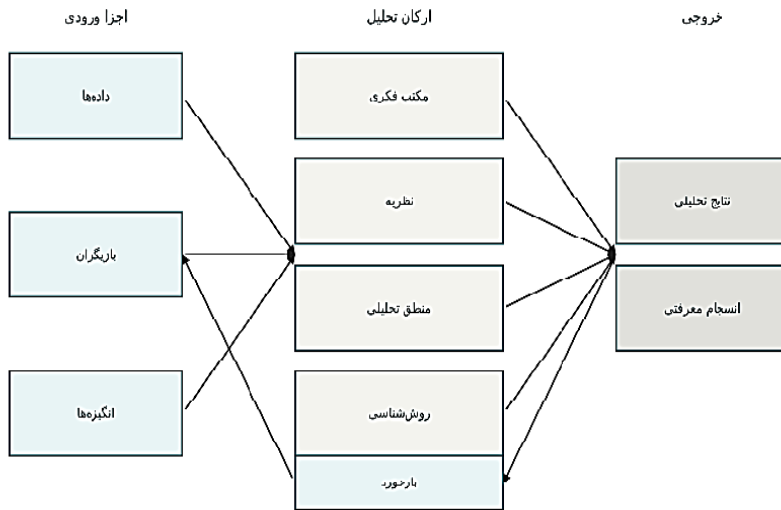 خروجی
ارکان تحلیل
اجزا ورودی
مکتب فکری
داده‌ها
نتایج تحلیلی
نظریه
بازیگران
انسجام معرفتی
منطق تحلیلی
روش‌شناسی
انگیزه‌ها
بازخورد